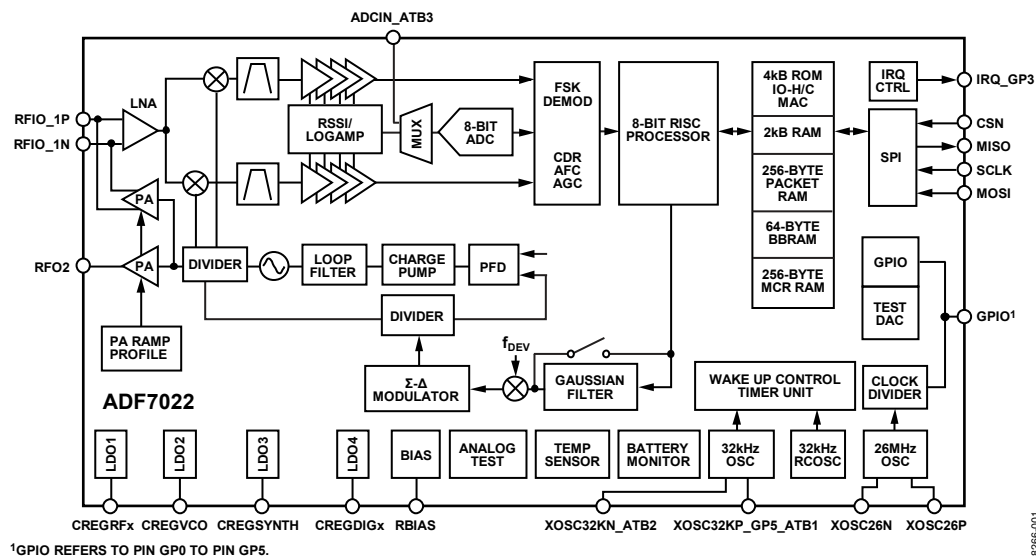 ADCIN_ATB3
RFIO_1P
RFIO_1N
LNA
RSSI/
LOGAMP
MUX
8-BIT
ADC
FSK
DEMOD
CDR
AFC
AGC
8-BIT RISC
PROCESSOR
4kB ROM
IO-H/C
MAC
2kB RAM
256-BYTE
PACKET
RAM
64-BYTE
BBRAM
256-BYTE
MCR RAM
IRQ
CTRL
IRQ_GP3
SPI
CSN
MISO
SCLK
MOSI
PA
PA
RFO2
DIVIDER
LOOP
FILTER
CHARGE
PUMP
PFD
GPIO
TEST
DAC
GPIO1
PA RAMP
PROFILE
DIVIDER
fDEV
Σ-Δ
MODULATOR
GAUSSIAN
FILTER
WAKE UP CONTROL
TIMER UNIT
CLOCK
DIVIDER
ADF7022
LDO1
LDO2
LDO3
LDO4
BIAS
ANALOG
TEST
TEMP
SENSOR
BATTERY
MONITOR
32kHz
OSC
32kHz
RCOSC
26MHz
OSC
CREGRFx
CREGVCO
CREGSYNTH
CREGDIGx
RBIAS
XOSC32KN_ATB2
XOSC32KP_GP5_ATB1
XOSC26N
XOSC26P
1GPIO REFERS TO PIN GP0 TO PIN GP5.